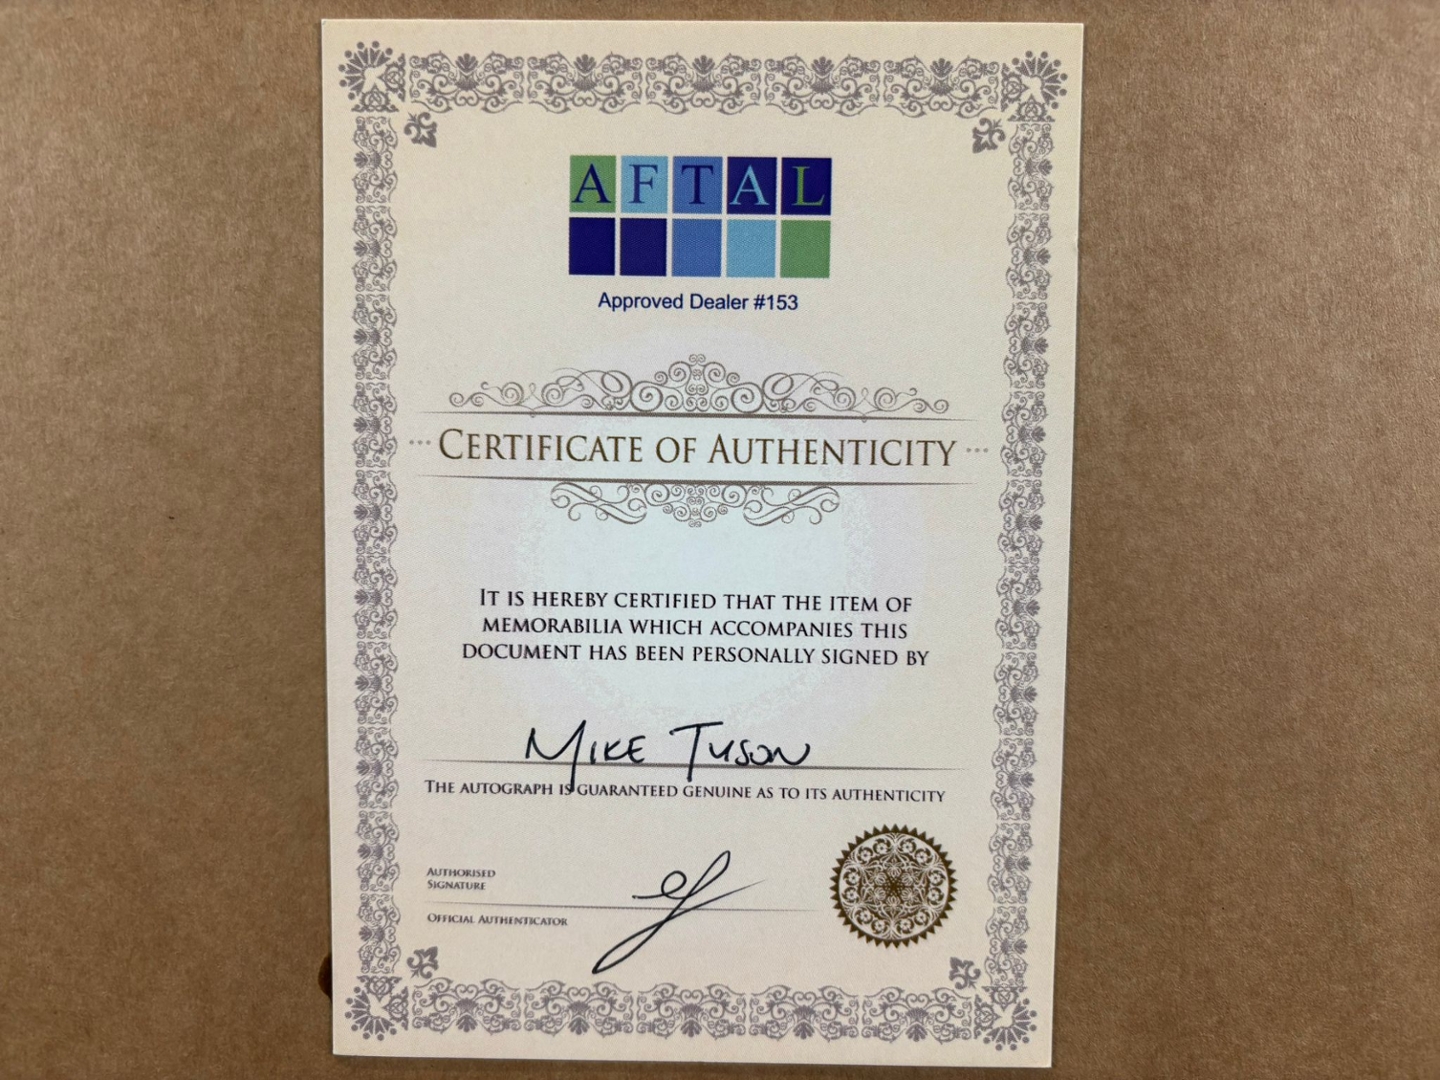 AFTAL
Approved Dealer #153
CERTIFICATE OF AUTHENTICITY
IT IS HEREBY CERTIFIED THAT THE ITEM OF
MEMORABILIA WHICH ACCOMPANIES THIS
DOCUMENT HAS BEEN PERSONALLY SIGNED BY
MIKE TYSON
THE AUTOGRAPH IS GUARANTEED GENUINE AS TO ITS AUTHENTICITY
AUTHORISED
SIGNATURE
OFFICIAL AUTHENTICATOR